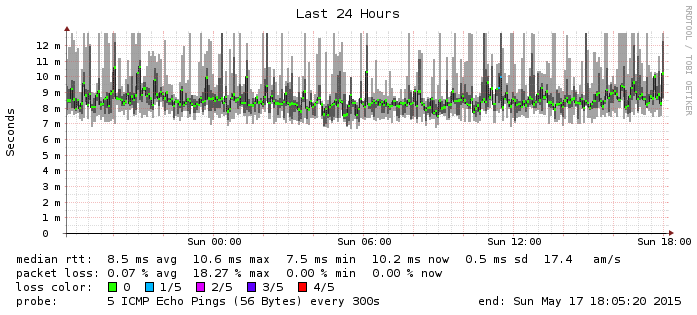 Last 24 Hours
RRDTOOL / TOBI OETIKER
Seconds
12 m
11 m
10 m
9 m
8 m
7 m
6 m
5 m
4 m
3 m
2 m
1 m
0
Sun 00:00 Sun 06:00 Sun 12:00 Sun 18:00
median rtt: 8.5 ms avg 10.6 ms max 7.5 ms min 10.2 ms now 0.5 ms sd 17.4 am/s
packet loss: 0.07 % avg 18.27 % max 0.00 % min 0.00 % now
loss color: 0 1/5 2/5 3/5 4/5
probe: 5 ICMP Echo Pings (56 Bytes) every 300s end: Sun May 17 18:05:20 2015